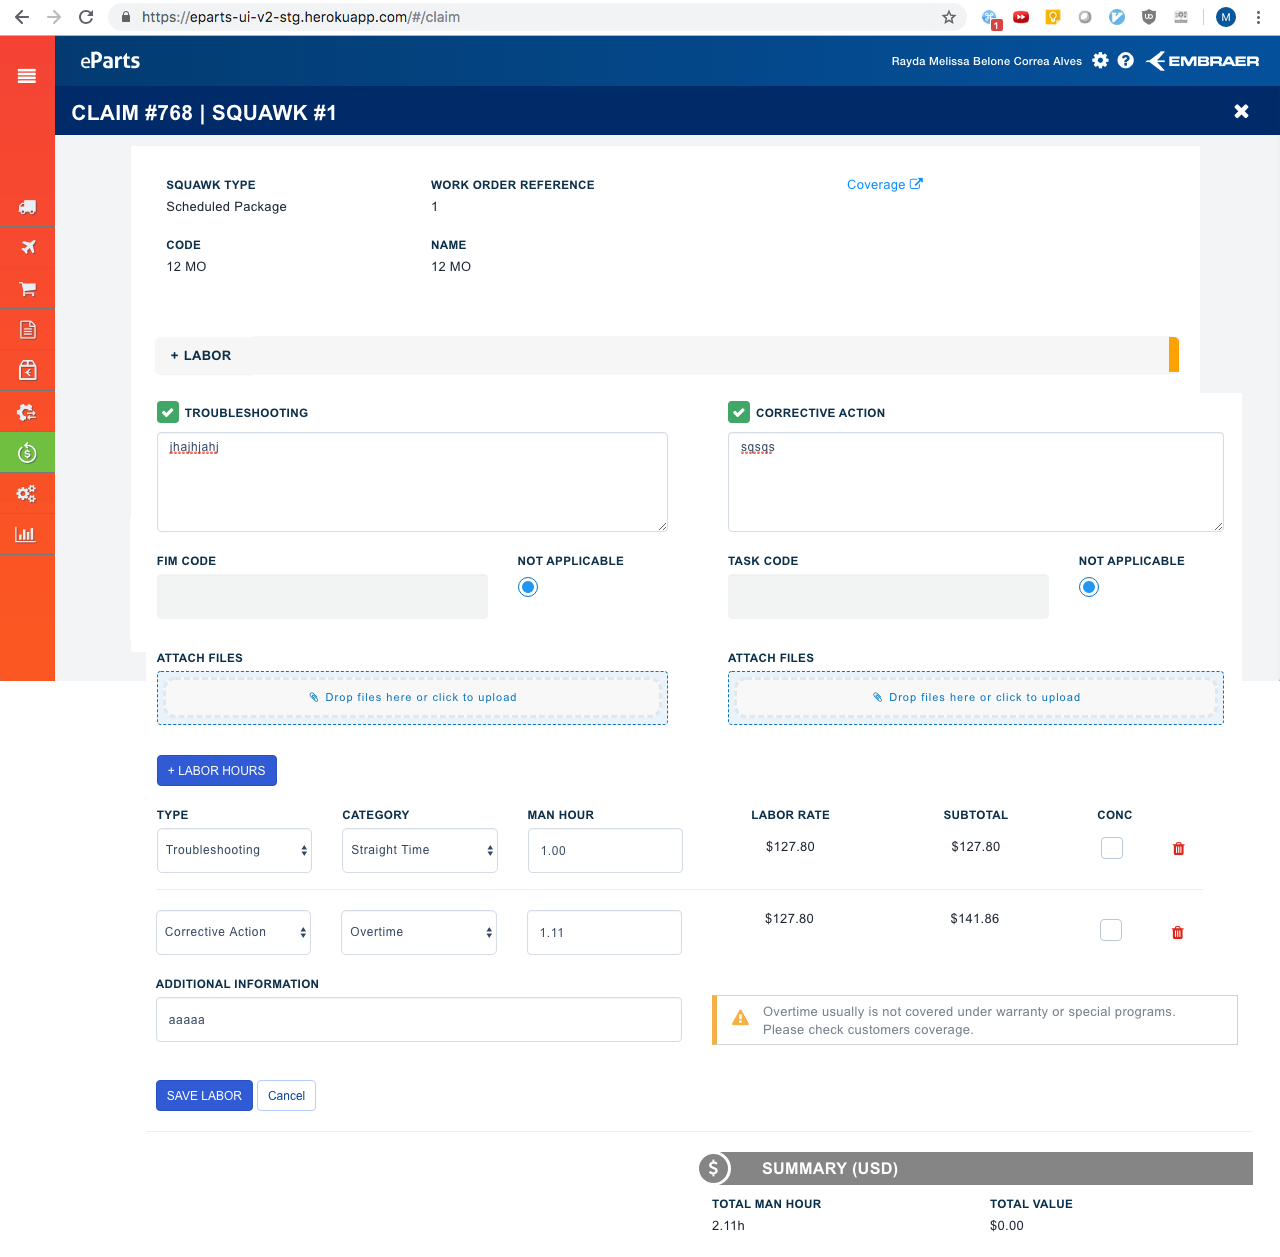 https://eparts-ui-v2-stg.herokuapp.com/#/claim
1
M
eParts
Rayda Melissa Belone Correa Alves
EMBRAER
CLAIM #768 | SQUAWK #1
SQUAWK TYPE
WORK ORDER REFERENCE
Coverage
Scheduled Package
1
CODE
NAME
12 MO
12 MO
+ LABOR
TROUBLESHOOTING
CORRECTIVE ACTION
jhajhjahj
sqsqs
FIM CODE
NOT APPLICABLE
TASK CODE
NOT APPLICABLE
ATTACH FILES
ATTACH FILES
Drop files here or click to upload
Drop files here or click to upload
+ LABOR HOURS
TYPE
CATEGORY
MAN HOUR
LABOR RATE
SUBTOTAL
CONC
Troubleshooting
Straight Time
1.00
$127.80
$127.80
Corrective Action
Overtime
1.11
$127.80
$141.86
ADDITIONAL INFORMATION
aaaaa
Overtime usually is not covered under warranty or special programs.
Please check customers coverage.
SAVE LABOR
Cancel
$
SUMMARY (USD)
TOTAL MAN HOUR
TOTAL VALUE
2.11h
$0.00